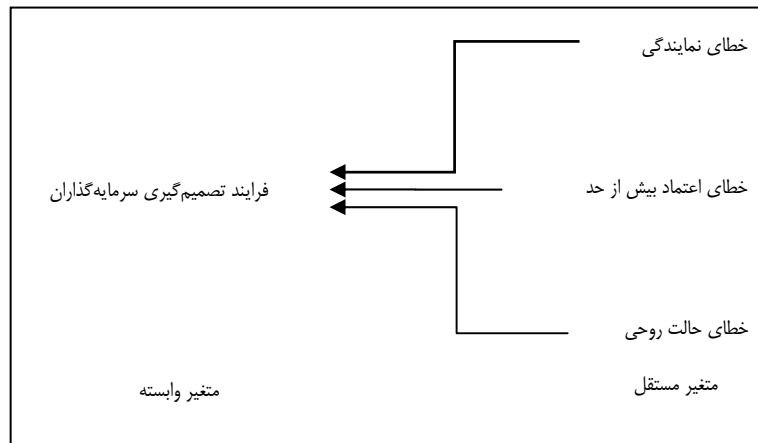 خطای نمایندگی
خطای اعتماد بیش از حد
فرایند تصمیم‌گیری سرمایه‌گذاران
خطای حالت روحی
متغیر مستقل
متغیر وابسته